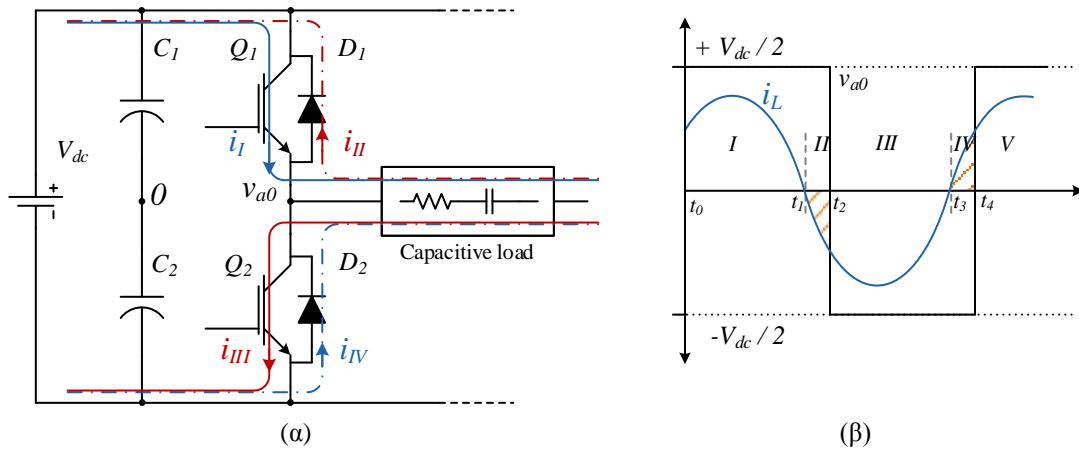 C1 Q1 D1
Vdc
+
iI iII
0 va0
Capacitive load
C2 Q2 D2
iIII iIV
(α)
+ Vdc / 2
va0
iL
I II III IV V
t0 t1 t2 t3 t4
-Vdc / 2
(β)